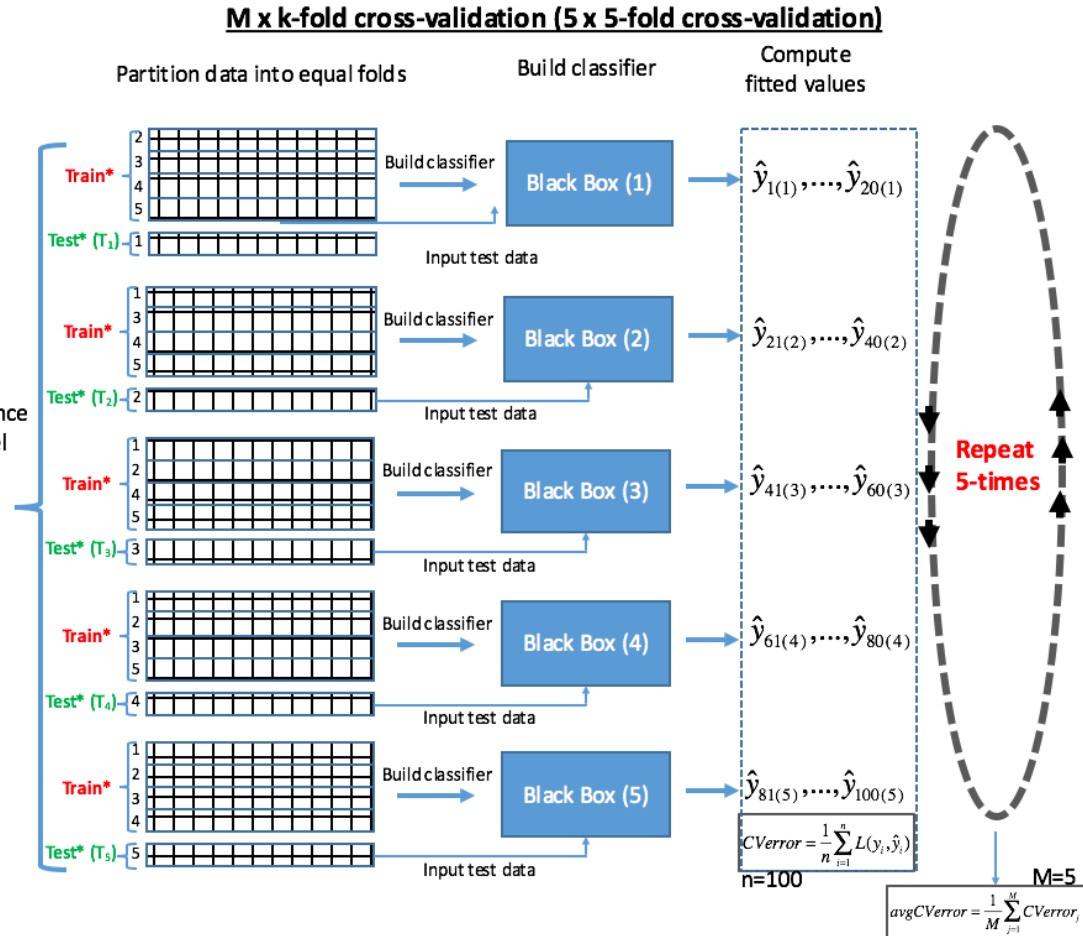 M x k-fold cross-validation (5 x 5-fold cross-validation)
Partition data into equal folds
Build classifier
Compute
fitted values
Train*
2
3
4
5
Test* (T₁)
1
Build classifier
Input test data
Black Box (1)
ŷ₁₍₁₎,...,ŷ₂₀₍₁₎
Train*
1
3
4
5
Test* (T₂)
2
Build classifier
Input test data
Black Box (2)
ŷ₂₁₍₂₎,...,ŷ₄₀₍₂₎
nce
el
Train*
1
2
4
5
Test* (T₃)
3
Build classifier
Input test data
Black Box (3)
ŷ₄₁₍₃₎,...,ŷ₆₀₍₃₎
Repeat
5-times
Train*
1
2
3
5
Test* (T₄)
4
Build classifier
Input test data
Black Box (4)
ŷ₆₁₍₄₎,...,ŷ₈₀₍₄₎
Train*
1
2
3
4
Test* (T₅)
5
Build classifier
Input test data
Black Box (5)
ŷ₈₁₍₅₎,...,ŷ₁₀₀₍₅₎
CVerror = 1/n ∑ⁿᵢ₌₁ L(yᵢ,ŷᵢ)
n=100
M=5
avgCVerror = 1/M ∑ᴹⱼ₌₁ CVerrorⱼ